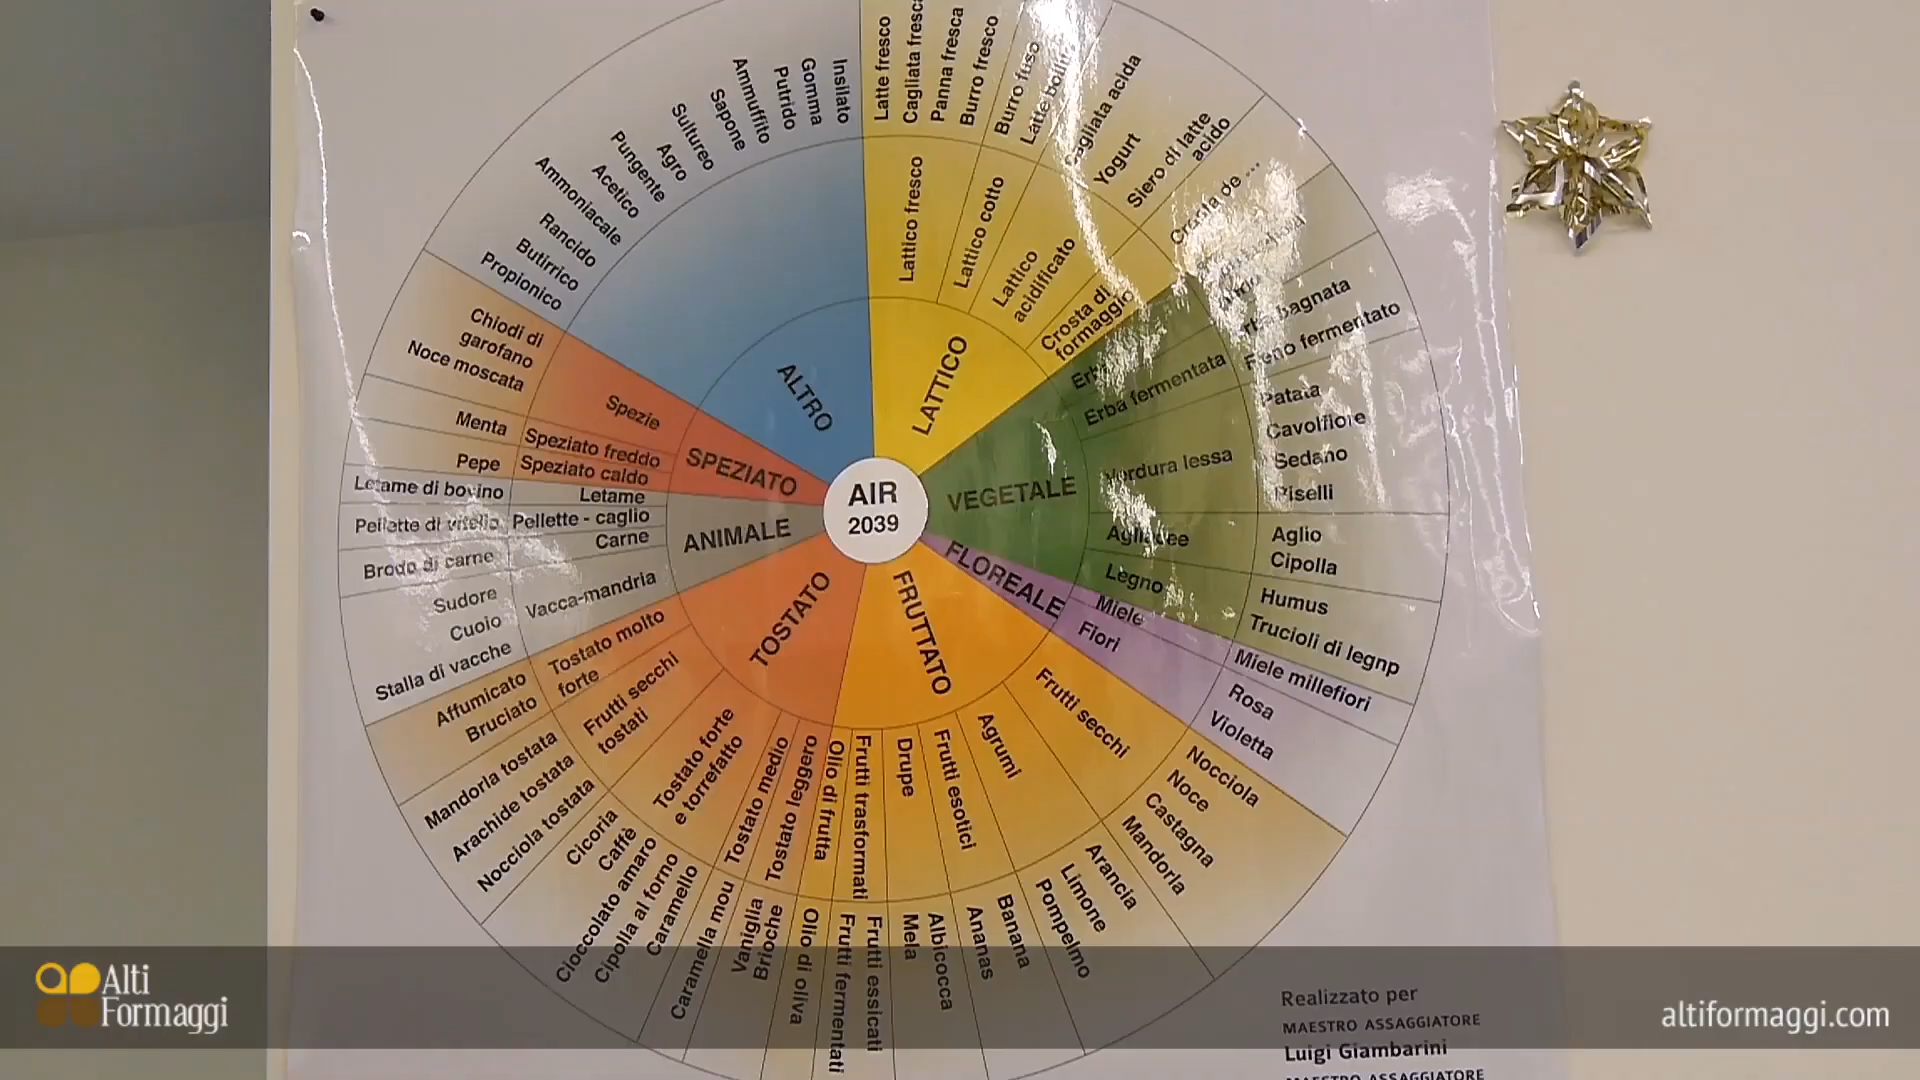 AIR
2039
LATTICO
Lattico fresco
Latte fresco
Cagliata fresca
Panna fresca
Burro fresco
Lattico cotto
Burro fuso
Latte
Lattico
acidificato
acida
Yogurt
Siero di latte
acido
Crosta di
formaggio
Crosta de ...
VEGETALE
Erba fermentata
bagnata
Fieno fermentato
Verdura lessa
Patata
Cavolfiore
Sedano
Piselli
Agliacee
Aglio
Cipolla
Legno
Humus
Trucioli di legnp
FLOREALE
Miele
Miele millefiori
Fiori
Rosa
Violetta
FRUTTATO
Frutti secchi
Nocciola
Noce
Castagna
Mandorla
Agrumi
Arancia
Limone
Pompelmo
Frutti esotici
Banana
Ananas
Drupe
Albicocca
Mela
Frutti trasformati
Frutti essicati
Frutti fermentati
Olio di frutta
Olio di oliva
TOSTATO
Tostato leggero
Vaniglia
Brioche
Tostato medio
Caramella mou
Tostato forte
e torrefatto
Cicoria
Caffè
Cioccolato amaro
Cipolla al forno
Caramello
Frutti secchi
tostati
Mandorla tostata
Arachide tostata
Nocciola tostata
Tostato molto
forte
Affumicato
Bruciato
ANIMALE
Vacca-mandria
Sudore
Cuoio
Stalla di vacche
Carne
Brodo di carne
Pellette - caglio
Pellette di vitello
Letame
Letame di bovino
SPEZIATO
Speziato caldo
Pepe
Speziato freddo
Menta
Spezie
Chiodi di
garofano
Noce moscata
ALTRO
Propionico
Butirrico
Rancido
Ammoniacale
Acetico
Pungente
Agro
Sulfureo
Sapone
Ammuffito
Putrido
Gomma
Insilato
Realizzato per
MAESTRO ASSAGGIATORE
Luigi Giambarini
MAESTRO ASSAGGIATORE
Alti
Formaggi
altiformaggi.com